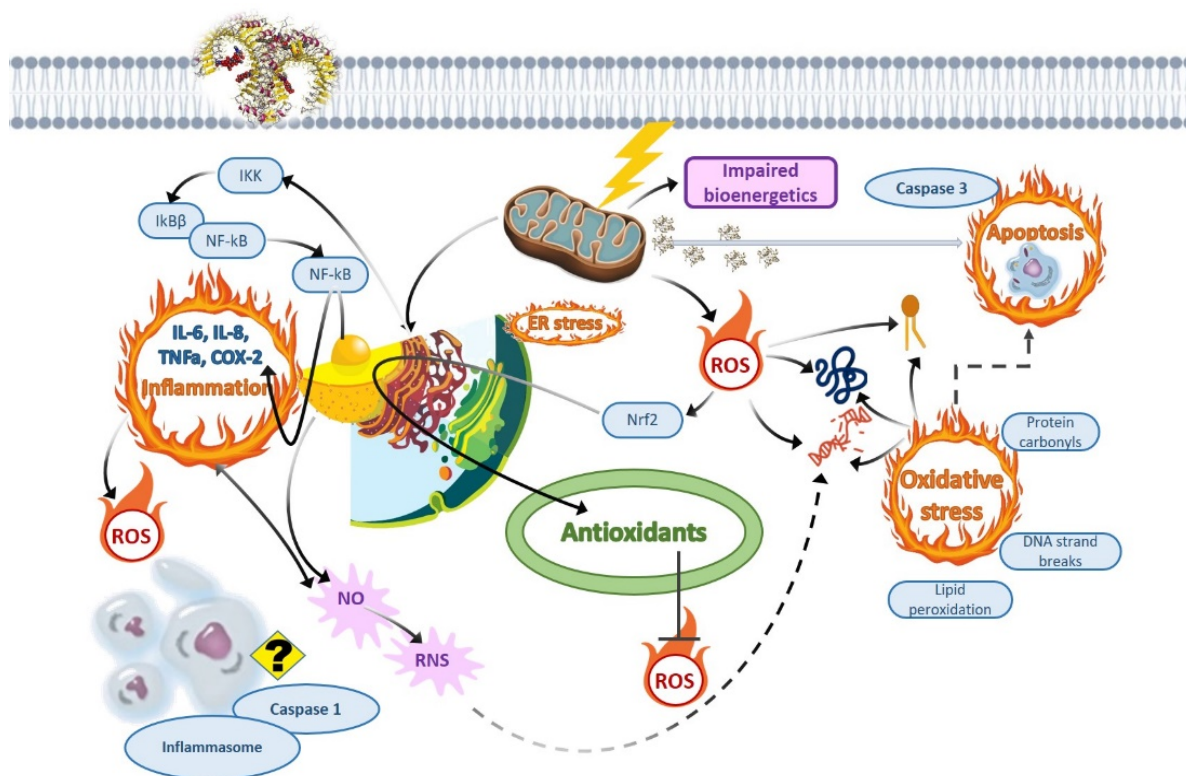 Impaired
bioenergetics
Caspase 3
IKK
IkBβ
NF-kB
Apoptosis
NF-kB
ER stress
IL-6, IL-8,
TNFa, COX-2
Inflammation
ROS
Nrf2
Protein
carbonyls
Oxidative
stress
Antioxidants
ROS
DNA strand
breaks
Lipid
peroxidation
NO
?
RNS
ROS
Caspase 1
Inflammasome